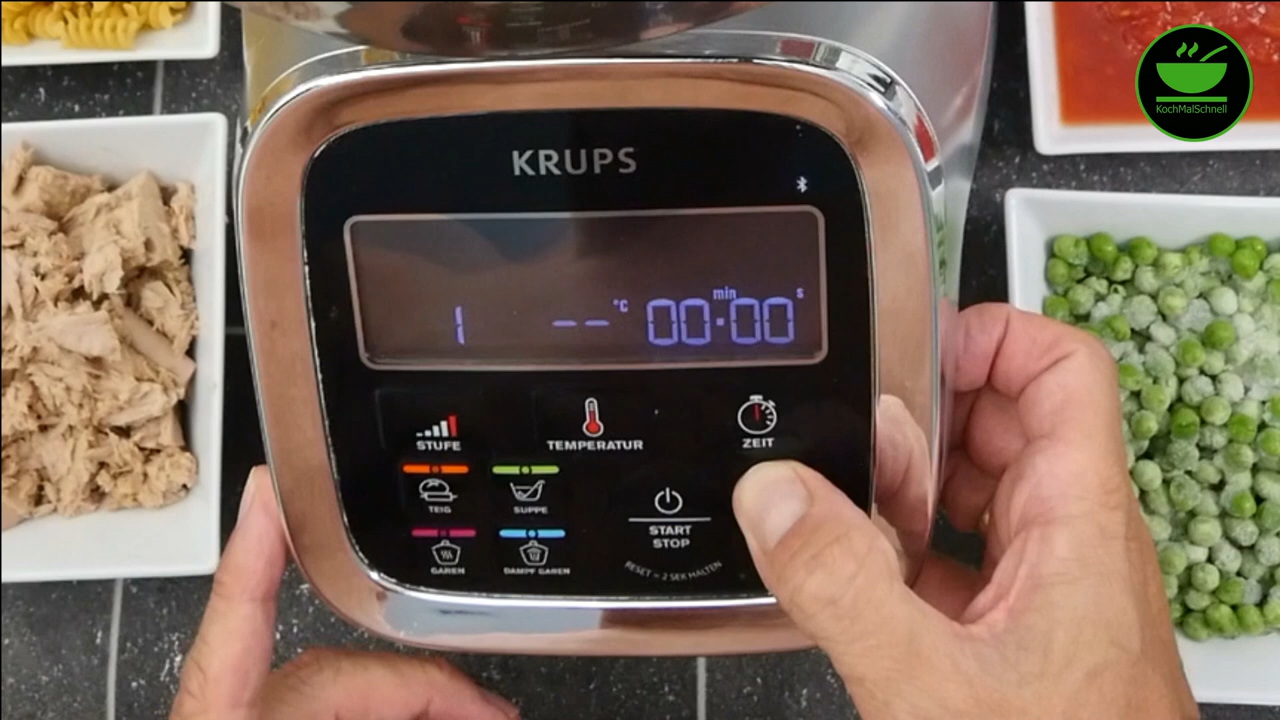 KochMalSchnell
KRUPS
1 -- °C 00:00 min s
STUFE
TEMPERATUR
ZEIT
TEIG
SUPPE
START
STOP
GAREN
DAMPF GAREN
RESET = 2 SEK HALTEN